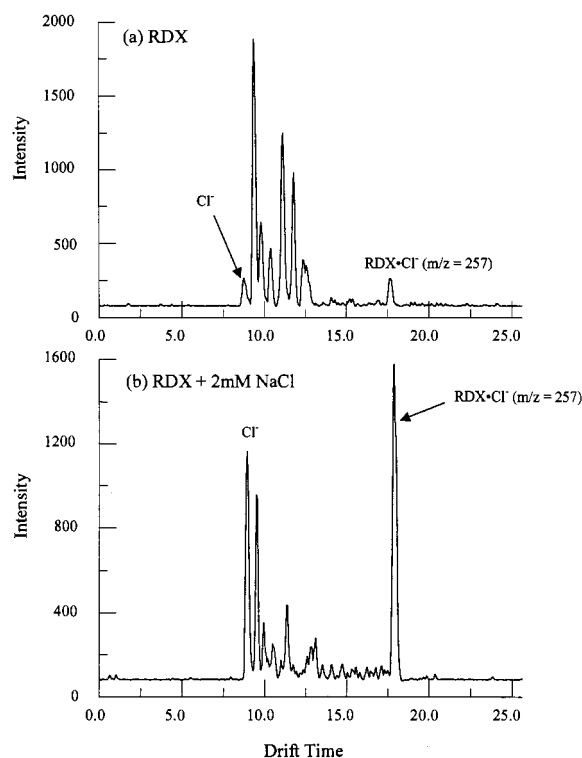 2000
(a) RDX
1500
Intensity
1000
Cl⁻
500
RDX•Cl⁻ (m/z = 257)
0
0.0 5.0 10.0 15.0 20.0 25.0
1600
(b) RDX + 2mM NaCl
RDX•Cl⁻ (m/z = 257)
Cl⁻
1200
Intensity
800
400
0
0.0 5.0 10.0 15.0 20.0 25.0
Drift Time